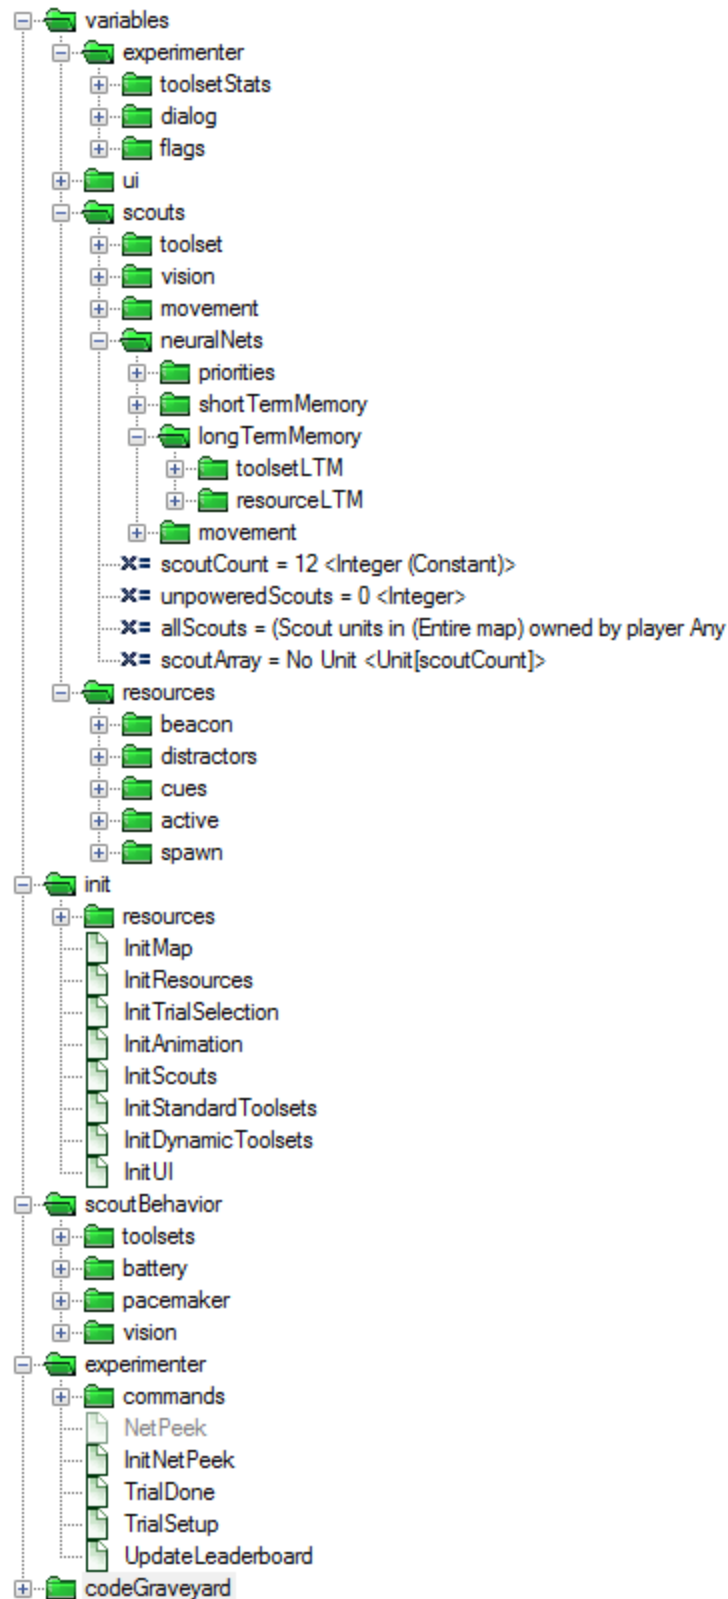 variables
experimenter
toolsetStats
dialog
flags
ui
scouts
toolset
vision
movement
neuralNets
priorities
shortTermMemory
longTermMemory
toolsetLTM
resourceLTM
movement
scoutCount = 12 <Integer (Constant)>
unpoweredScouts = 0 <Integer>
allScouts = (Scout units in (Entire map) owned by player Any
scoutArray = No Unit <Unit[scoutCount]>
resources
beacon
distractors
cues
active
spawn
init
resources
InitMap
InitResources
InitTrialSelection
InitAnimation
InitScouts
InitStandardToolsets
InitDynamicToolsets
InitUI
scoutBehavior
toolsets
battery
pacemaker
vision
experimenter
commands
NetPeek
InitNetPeek
TrialDone
TrialSetup
UpdateLeaderboard
codeGraveyard